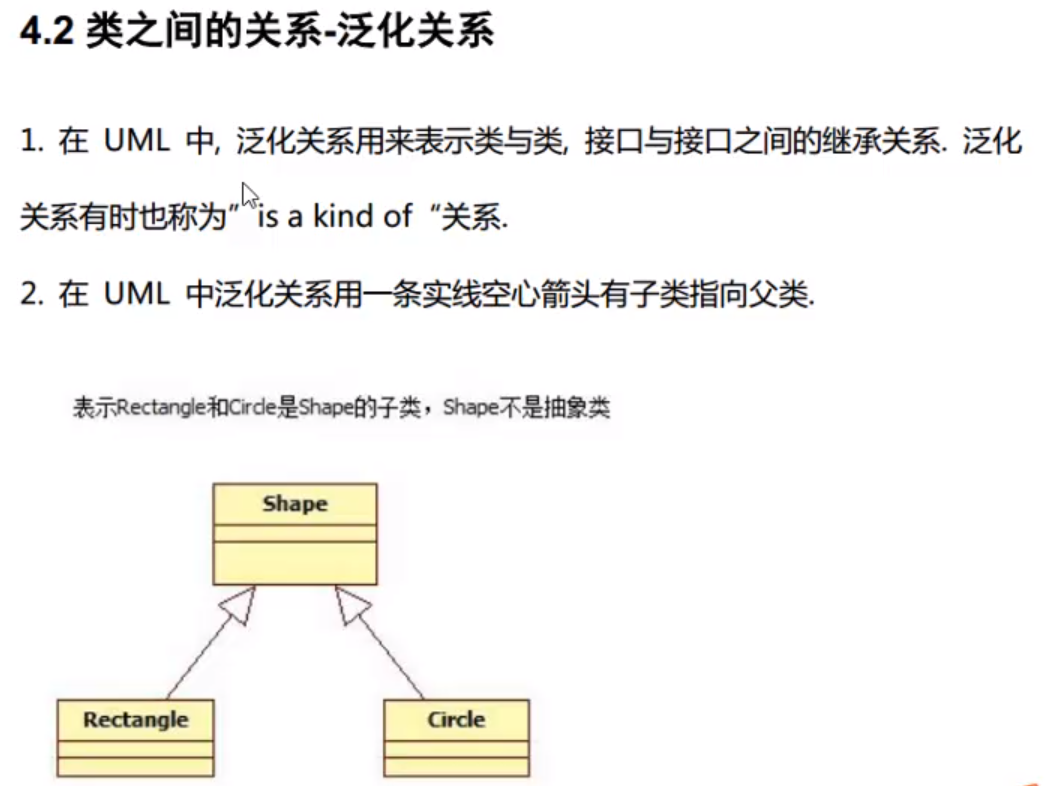 4.2 类之间的关系-泛化关系
1. 在 UML 中, 泛化关系用来表示类与类, 接口与接口之间的继承关系. 泛化
关系有时也称为” is a kind of “关系.
2. 在 UML 中泛化关系用一条实线空心箭头有子类指向父类.
表示Rectangle和Circle是Shape的子类，Shape不是抽象类
Shape
Rectangle
Circle